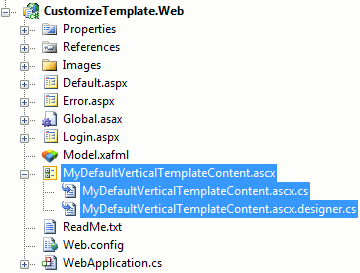 CustomizeTemplate.Web
Properties
References
Images
Default.aspx
Error.aspx
Global.asax
Login.aspx
Model.xafml
MyDefaultVerticalTemplateContent.ascx
MyDefaultVerticalTemplateContent.ascx.cs
MyDefaultVerticalTemplateContent.ascx.designer.cs
ReadMe.txt
Web.config
WebApplication.cs